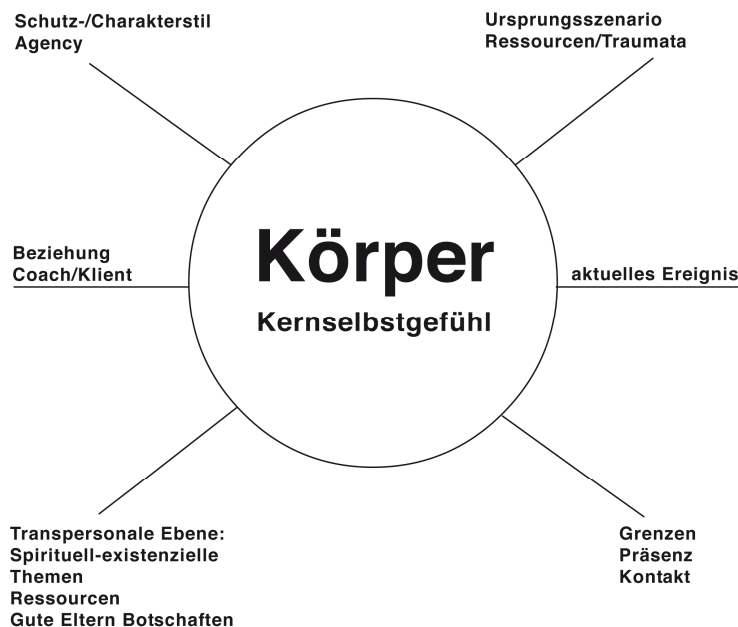 Schutz-/Charakterstil
Agency
Ursprungsszenario
Ressourcen/Traumata
Körper
Kernselbstgefühl
Beziehung
Coach/Klient
aktuelles Ereignis
Transpersonale Ebene:
Spirituell-existenzielle
Themen
Ressourcen
Gute Eltern Botschaften
Grenzen
Präsenz
Kontakt